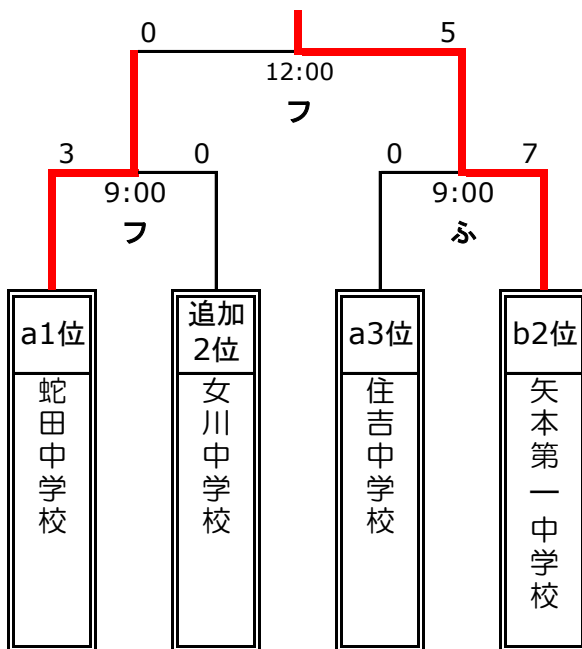 0
5
12:00
フ
3
0
0
7
9:00
9:00
フ
ふ
a1位
追加
2位
a3位
b2位
蛇田中学校
女川中学校
住吉中学校
矢本第一中学校